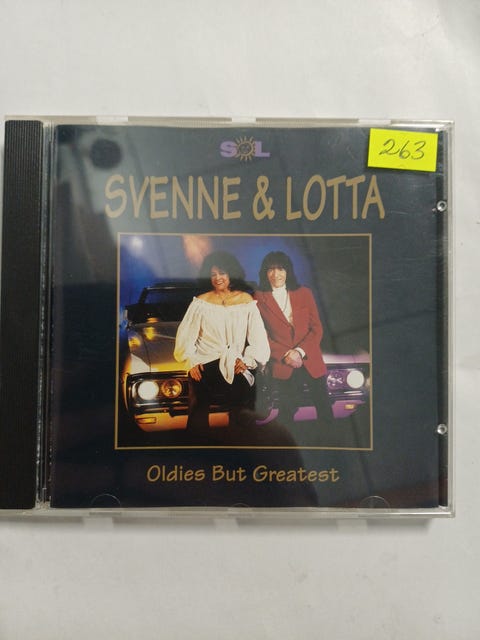 SOL
263
SVENNE & LOTTA
Oldies But Greatest